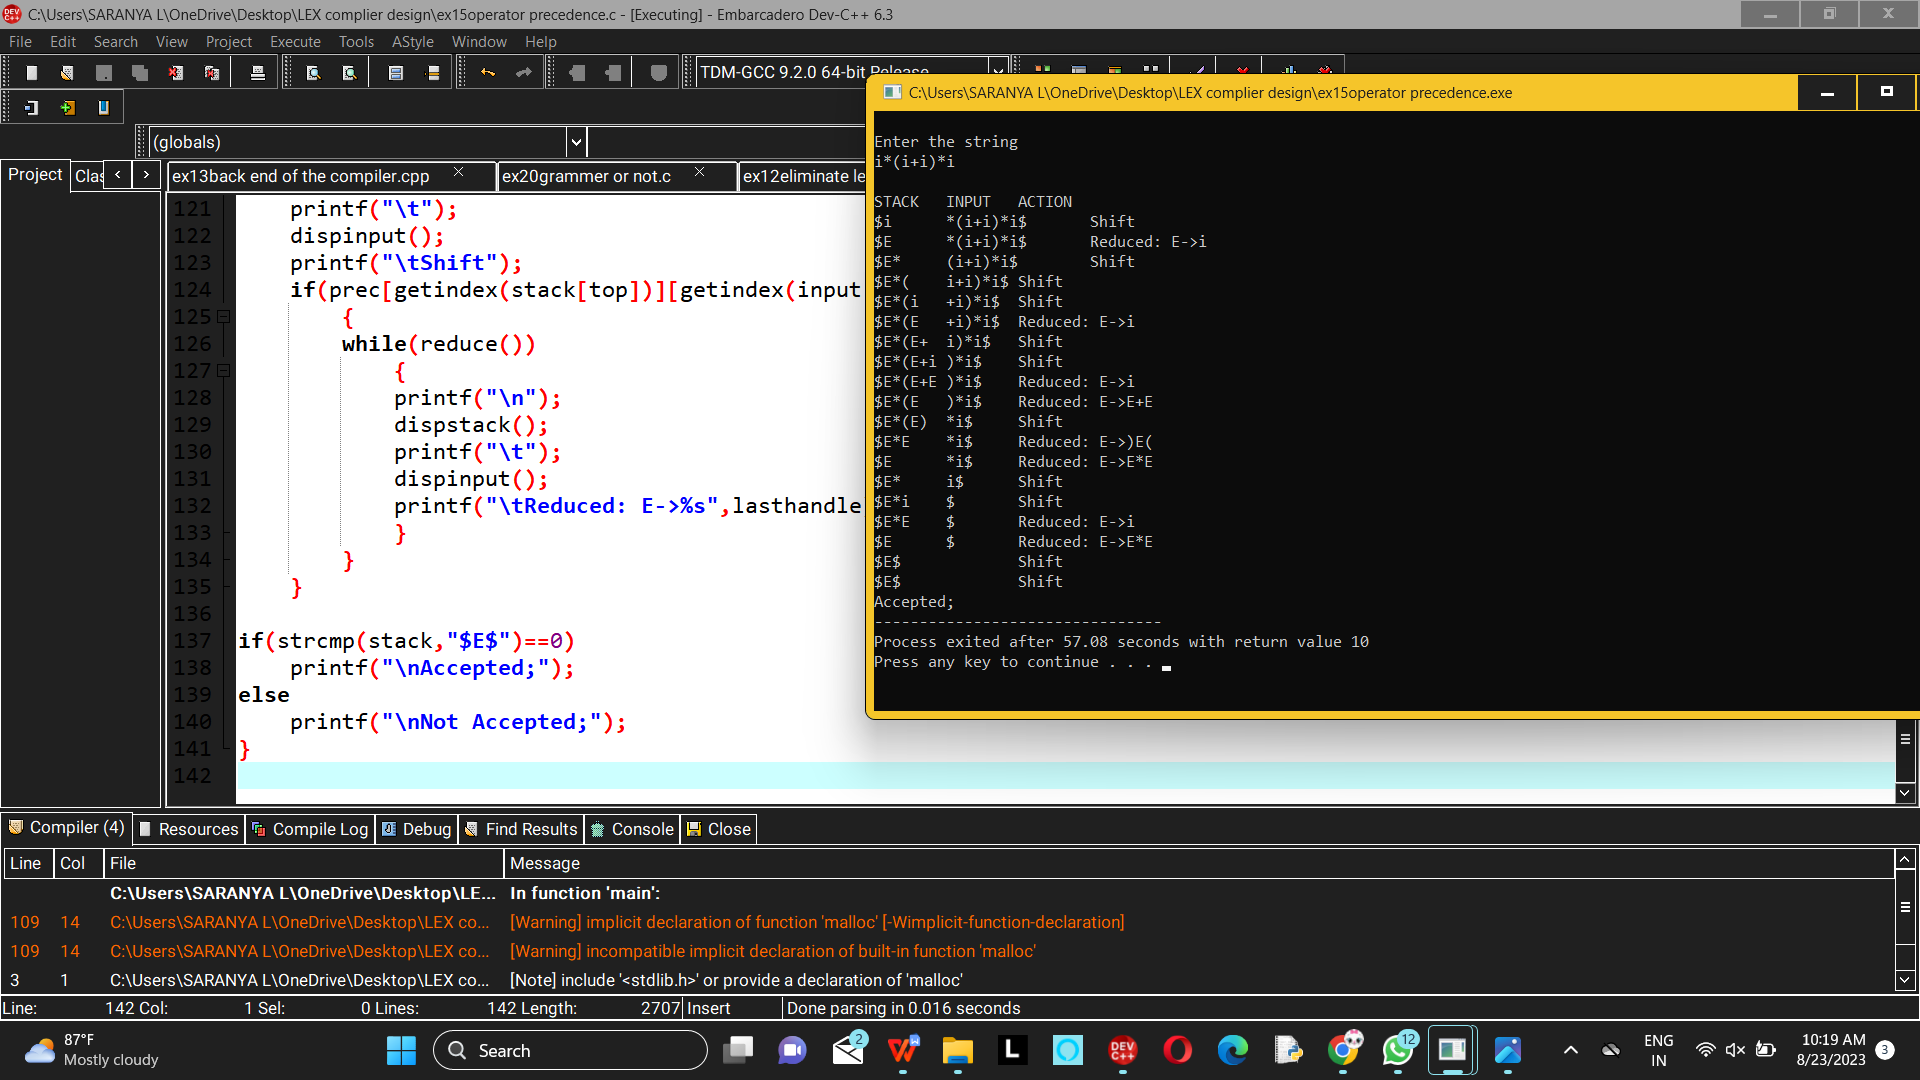 C:\Users\SARANYA L\OneDrive\Desktop\LEX complier design\ex15operator precedence.c - [Executing] - Embarcadero Dev-C++ 6.3
File Edit Search View Project Execute Tools AStyle Window Help
TDM-GCC 9.2.0 64-bit Release
(globals)
Project Clas
ex13back end of the compiler.cpp ex20grammer or not.c ex12eliminate le
121 printf("\t");
122 dispinput();
123 printf("\tShift");
124 if(prec[getindex(stack[top])][getindex(input
125 {
126 while(reduce())
127 {
128 printf("\n");
129 dispstack();
130 printf("\t");
131 dispinput();
132 printf("\tReduced: E->%s",lasthandle
133 }
134 }
135 }
136
137 if(strcmp(stack,"$E$")==0)
138 printf("\nAccepted;");
139 else
140 printf("\nNot Accepted;");
141 }
142
C:\Users\SARANYA L\OneDrive\Desktop\LEX complier design\ex15operator precedence.exe
Enter the string
i*(i+i)*i
STACK INPUT ACTION
$i *(i+i)*i$ Shift
$E *(i+i)*i$ Reduced: E->i
$E* (i+i)*i$ Shift
$E*( i+i)*i$ Shift
$E*(i +i)*i$ Shift
$E*(E +i)*i$ Reduced: E->i
$E*(E+ i)*i$ Shift
$E*(E+i )*i$ Shift
$E*(E+E )*i$ Reduced: E->i
$E*(E )*i$ Reduced: E->E+E
$E*(E) *i$ Shift
$E*E *i$ Reduced: E->)E(
$E *i$ Reduced: E->E*E
$E* i$ Shift
$E*i $ Shift
$E*E $ Reduced: E->i
$E $ Reduced: E->E*E
$E$ Shift
$E$ Shift
Accepted;
--------------------------------
Process exited after 57.08 seconds with return value 10
Press any key to continue . . .
Compiler (4) Resources Compile Log Debug Find Results Console Close
Line Col File Message
C:\Users\SARANYA L\OneDrive\Desktop\LE... In function 'main':
109 14 C:\Users\SARANYA L\OneDrive\Desktop\LEX co... [Warning] implicit declaration of function 'malloc' [-Wimplicit-function-declaration]
109 14 C:\Users\SARANYA L\OneDrive\Desktop\LEX co... [Warning] incompatible implicit declaration of built-in function 'malloc'
3 1 C:\Users\SARANYA L\OneDrive\Desktop\LEX co... [Note] include '<stdlib.h>' or provide a declaration of 'malloc'
Line: 142 Col: 1 Sel: 0 Lines: 142 Length: 2707 Insert Done parsing in 0.016 seconds
87°F
Mostly cloudy
Search
2
DEV C++
12
ENG
IN
10:19 AM
8/23/2023
3